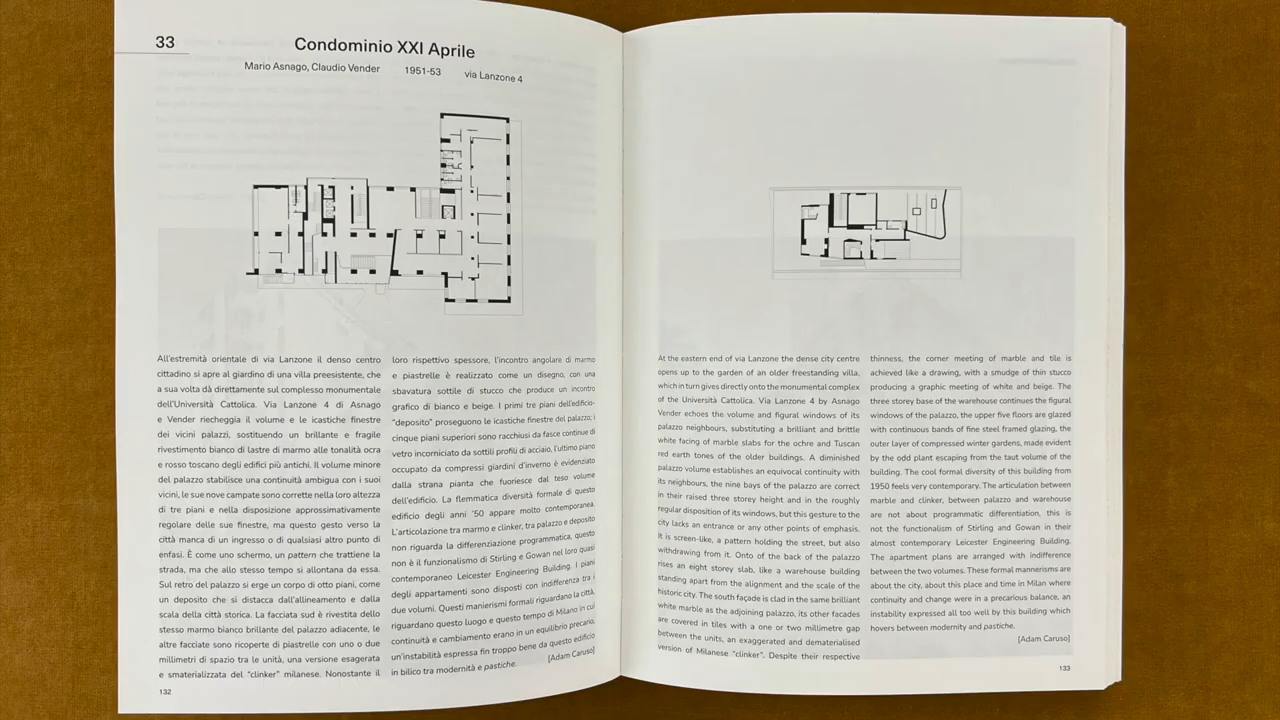 33
Condominio XXI Aprile
Mario Asnago, Claudio Vender 1951-53 via Lanzone 4
All'estremità orientale di via Lanzone il denso centro
cittadino si apre al giardino di una villa preesistente, che
a sua volta dà direttamente sul complesso monumentale
dell'Università Cattolica. Via Lanzone 4 di Asnago
e Vender riecheggia il volume e le icastiche finestre
dei vicini palazzi, sostituendo un brillante e fragile
rivestimento bianco di lastre di marmo alle tonalità ocra
e rosso toscano degli edifici più antichi. Il volume minore
del palazzo stabilisce una continuità ambigua con i suoi
vicini, le sue nove campate sono corrette nella loro altezza
di tre piani e nella disposizione approssimativamente
regolare delle sue finestre, ma questo gesto verso la
città manca di un ingresso o di qualsiasi altro punto di
enfasi. È come uno schermo, un pattern che trattiene la
strada, ma che allo stesso tempo si allontana da essa.
Sul retro del palazzo si erge un corpo di otto piani, come
un deposito che si distacca dall'allineamento e dalla
scala della città storica. La facciata sud è rivestita dello
stesso marmo bianco brillante del palazzo adiacente, le
altre facciate sono ricoperte di piastrelle con uno o due
millimetri di spazio tra le unità, una versione esagerata
e smaterializzata del "clinker" milanese. Nonostante il
loro rispettivo spessore, l'incontro angolare di marmo
e piastrelle è realizzato come un disegno, con una
sbavatura sottile di stucco che produce un incontro
grafico di bianco e beige. I primi tre piani dell'edificio-
"deposito" proseguono le icastiche finestre del palazzo; i
cinque piani superiori sono racchiusi da fasce continue di
vetro incorniciato da sottili profili di acciaio, l'ultimo piano
occupato da compressi giardini d'inverno è evidenziato
dalla strana pianta che fuoriesce dal teso volume
dell'edificio. La flemmatica diversità formale di questo
edificio degli anni '50 appare molto contemporanea.
L'articolazione tra marmo e clinker, tra palazzo e deposito
non riguarda la differenziazione programmatica, questo
non è il funzionalismo di Stirling e Gowan nel loro quasi
contemporaneo Leicester Engineering Building. I piani
degli appartamenti sono disposti con indifferenza tra i
due volumi. Questi manierismi formali riguardano la città,
riguardano questo luogo e questo tempo di Milano in cui
continuità e cambiamento erano in un equilibrio precario,
un'instabilità espressa fin troppo bene da questo edificio
in bilico tra modernità e pastiche.
[Adam Caruso]
132
At the eastern end of via Lanzone the dense city centre
opens up to the garden of an older freestanding villa,
which in turn gives directly onto the monumental complex
of the Università Cattolica. Via Lanzone 4 by Asnago
Vender echoes the volume and figural windows of its
palazzo neighbours, substituting a brilliant and brittle
white facing of marble slabs for the ochre and Tuscan
red earth tones of the older buildings. A diminished
palazzo volume establishes an equivocal continuity with
its neighbours, the nine bays of the palazzo are correct
in their raised three storey height and in the roughly
regular disposition of its windows, but this gesture to the
city lacks an entrance or any other points of emphasis.
It is screen-like, a pattern holding the street, but also
withdrawing from it. Onto of the back of the palazzo
rises an eight storey slab, like a warehouse building
standing apart from the alignment and the scale of the
historic city. The south façade is clad in the same brilliant
white marble as the adjoining palazzo, its other facades
are covered in tiles with a one or two millimetre gap
between the units, an exaggerated and dematerialised
version of Milanese "clinker". Despite their respective
thinness, the corner meeting of marble and tile is
achieved like a drawing, with a smudge of thin stucco
producing a graphic meeting of white and beige. The
three storey base of the warehouse continues the figural
windows of the palazzo, the upper five floors are glazed
with continuous bands of fine steel framed glazing, the
outer layer of compressed winter gardens, made evident
by the odd plant escaping from the taut volume of the
building. The cool formal diversity of this building from
1950 feels very contemporary. The articulation between
marble and clinker, between palazzo and warehouse
are not about programmatic differentiation, this is
not the functionalism of Stirling and Gowan in their
almost contemporary Leicester Engineering Building.
The apartment plans are arranged with indifference
between the two volumes. These formal mannerisms are
about the city, about this place and time in Milan where
continuity and change were in a precarious balance, an
instability expressed all too well by this building which
hovers between modernity and pastiche.
[Adam Caruso]
133